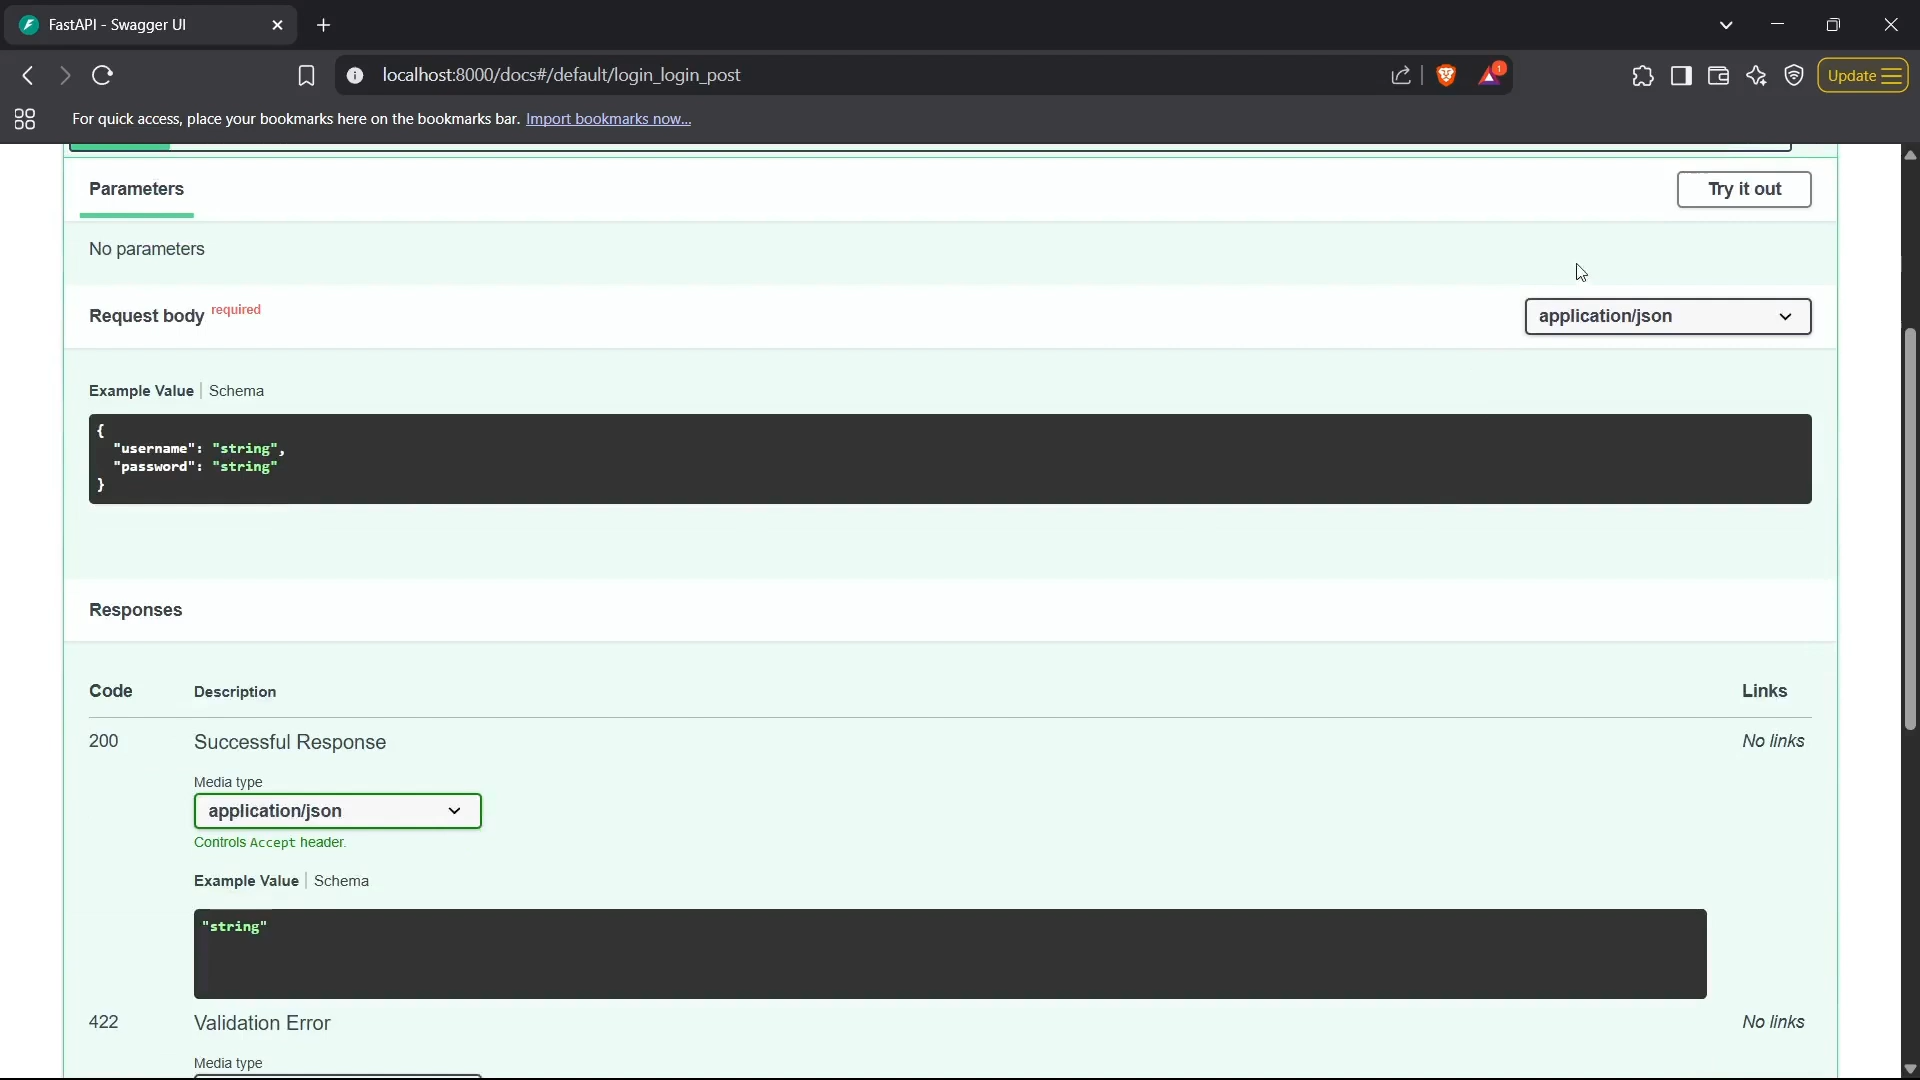 FastAPI - Swagger UI
localhost:8000/docs#/default/login_login_post
1
Update
For quick access, place your bookmarks here on the bookmarks bar. Import bookmarks now...
Parameters
Try it out
No parameters
Request body required
application/json
Example Value | Schema
{
"username": "string",
"password": "string"
}
Responses
Code Description Links
200 Successful Response No links
Media type
application/json
Controls Accept header.
Example Value | Schema
"string"
422 Validation Error No links
Media type